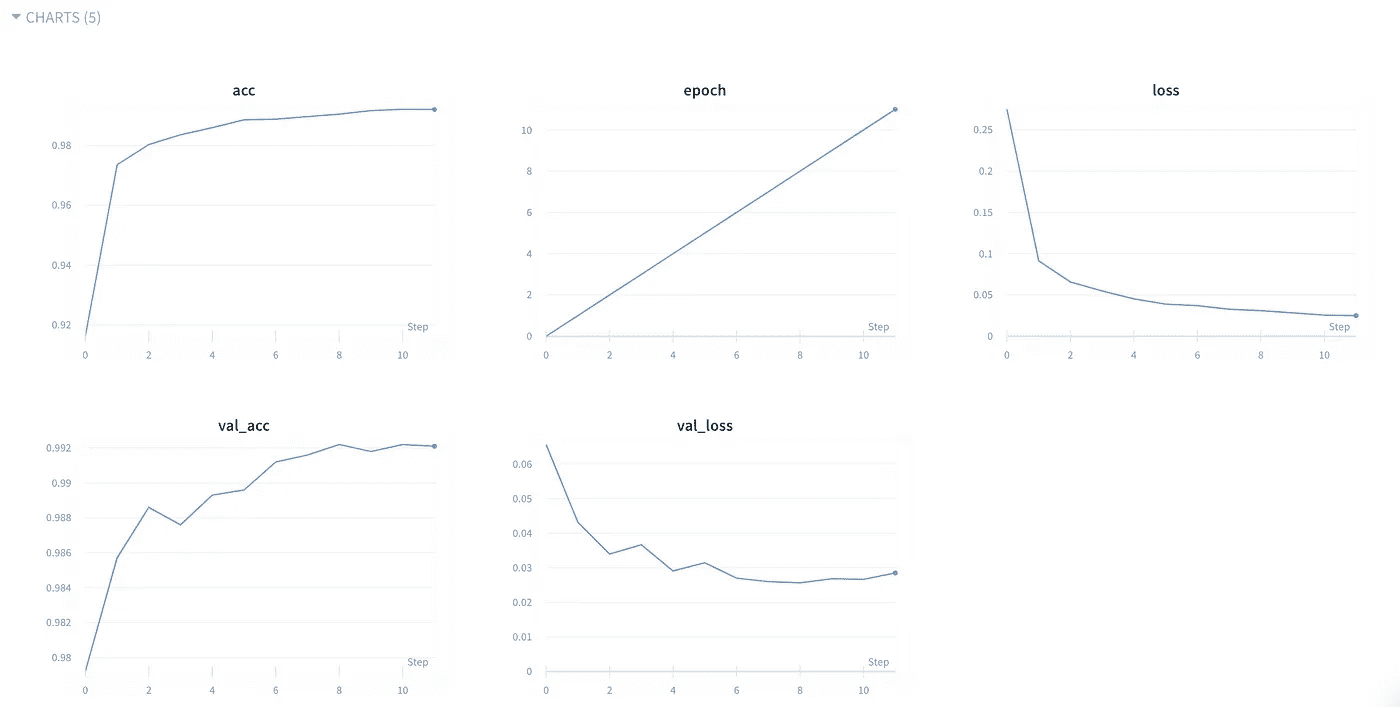 CHARTS (5)
acc
0.98
0.96
0.94
0.92
Step
0 2 4 6 8 10
epoch
10
8
6
4
2
0
Step
0 2 4 6 8 10
loss
0.25
0.2
0.15
0.1
0.05
0
Step
0 2 4 6 8 10
val_acc
0.992
0.99
0.988
0.986
0.984
0.982
0.98
Step
0 2 4 6 8 10
val_loss
0.06
0.05
0.04
0.03
0.02
0.01
0
Step
0 2 4 6 8 10